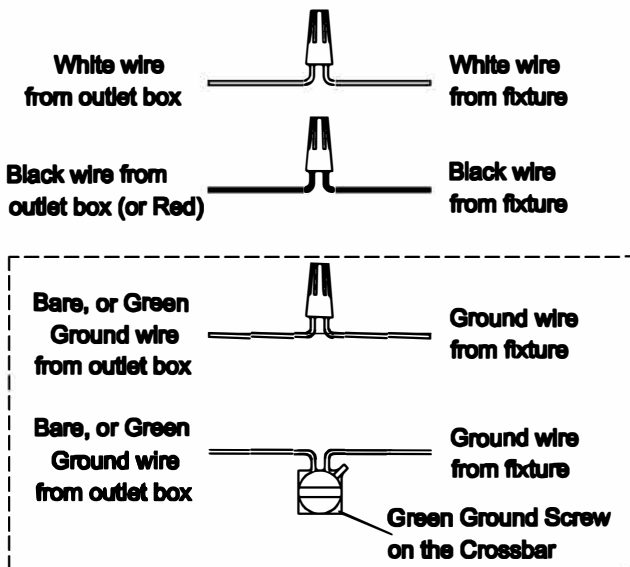 White wire
from outlet box
White wire
from fixture
Black wire from
outlet box (or Red)
Black wire
from fixture
Bare, or Green
Ground wire
from outlet box
Ground wire
from fixture
Bare, or Green
Ground wire
from outlet box
Ground wire
from fixture
Green Ground Screw
on the Crossbar